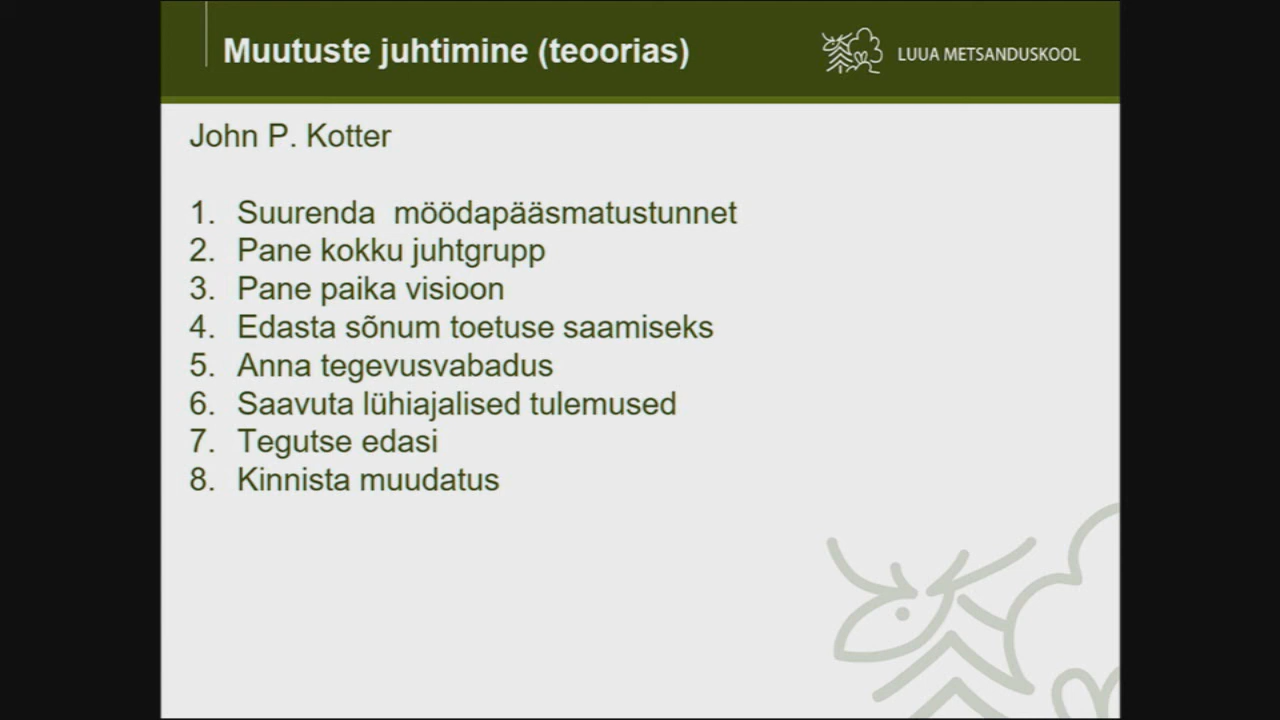 Muutuste juhtimine (teoorias)
LUUA METSANDUSKOOL
John P. Kotter
1. Suurenda möödapääsmatustunnet
2. Pane kokku juhtgrupp
3. Pane paika visioon
4. Edasta sõnum toetuse saamiseks
5. Anna tegevusvabadus
6. Saavuta lühiajalised tulemused
7. Tegutse edasi
8. Kinnista muudatus